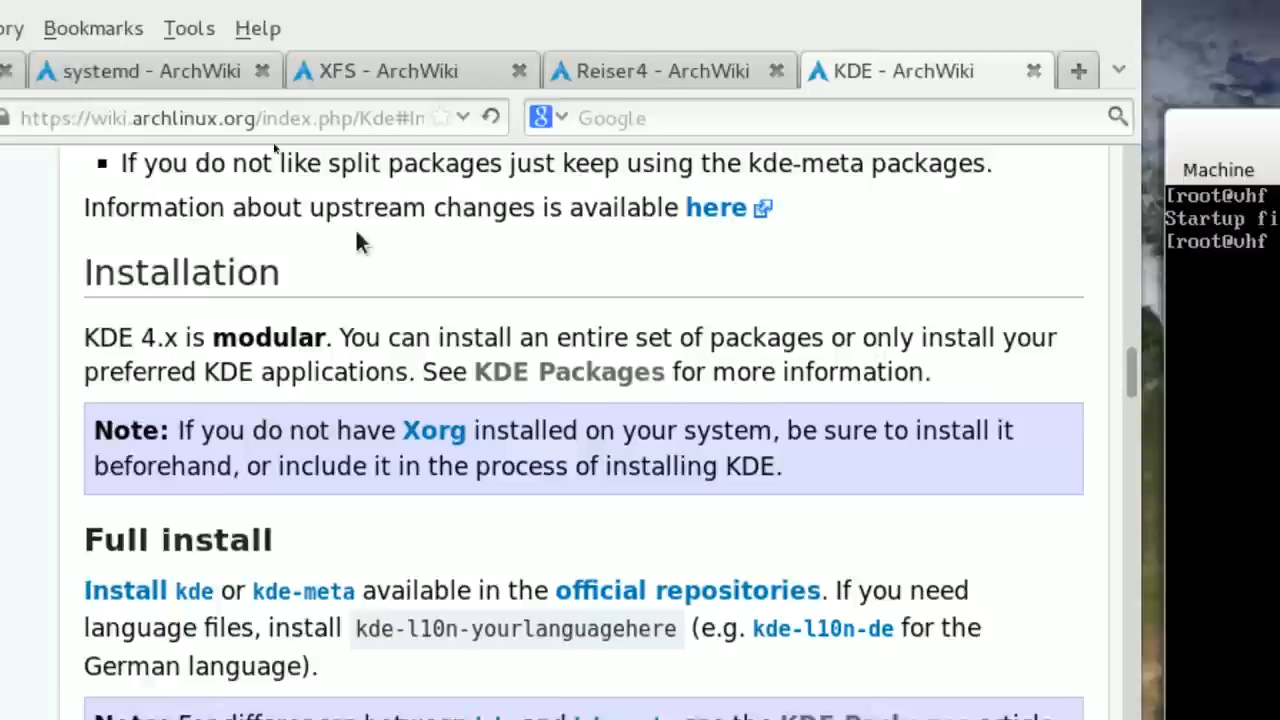 ory Bookmarks Tools Help
systemd - ArchWiki XFS - ArchWiki Reiser4 - ArchWiki KDE - ArchWiki
https://wiki.archlinux.org/index.php/Kde#In Google
If you do not like split packages just keep using the kde-meta packages.
Information about upstream changes is available here
Installation
KDE 4.x is modular. You can install an entire set of packages or only install your
preferred KDE applications. See KDE Packages for more information.
Note: If you do not have Xorg installed on your system, be sure to install it
beforehand, or include it in the process of installing KDE.
Full install
Install kde or kde-meta available in the official repositories. If you need
language files, install kde-l10n-yourlanguagehere (e.g. kde-l10n-de for the
German language).
Machine
[root@vhf
Startup fi
[root@vhf